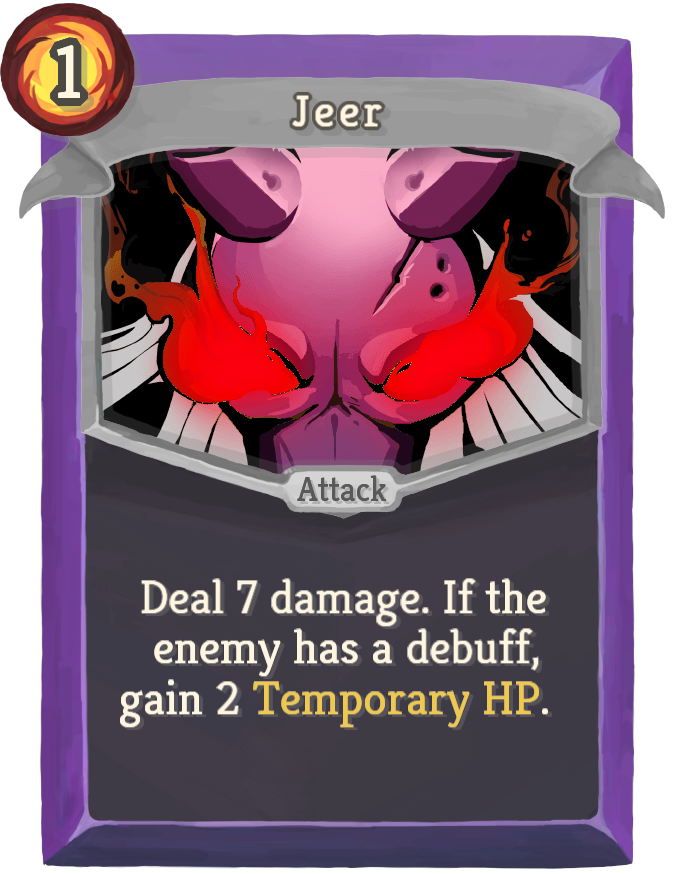 1
Jeer
Attack
Deal 7 damage. If the
enemy has a debuff,
gain 2 Temporary HP.